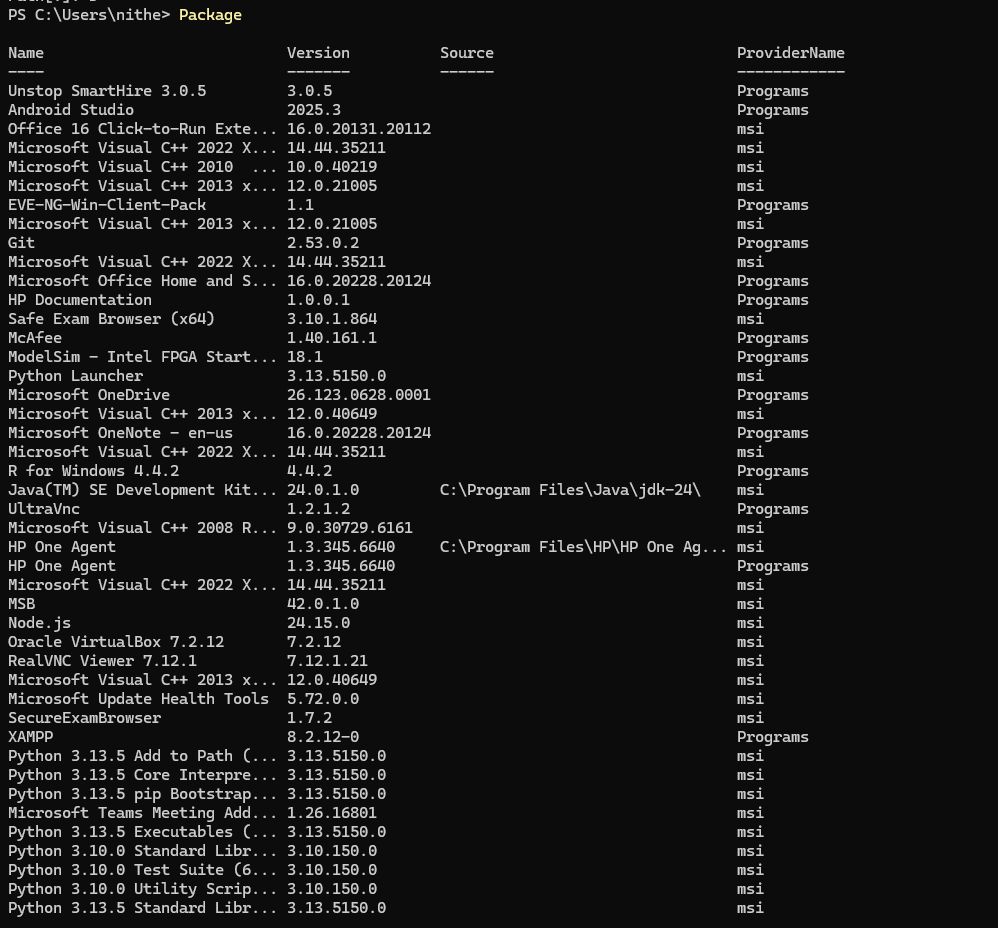 PS C:\Users\nithe> Package
Name Version Source ProviderName
---- ------- ------ ------------
Unstop SmartHire 3.0.5 3.0.5 Programs
Android Studio 2025.3 Programs
Office 16 Click-to-Run Exte... 16.0.20131.20112 msi
Microsoft Visual C++ 2022 X... 14.44.35211 msi
Microsoft Visual C++ 2010  ... 10.0.40219 msi
Microsoft Visual C++ 2013 x... 12.0.21005 msi
EVE-NG-Win-Client-Pack 1.1 Programs
Microsoft Visual C++ 2013 x... 12.0.21005 msi
Git 2.53.0.2 Programs
Microsoft Visual C++ 2022 X... 14.44.35211 msi
Microsoft Office Home and S... 16.0.20228.20124 Programs
HP Documentation 1.0.0.1 Programs
Safe Exam Browser (x64) 3.10.1.864 msi
McAfee 1.40.161.1 Programs
ModelSim - Intel FPGA Start... 18.1 Programs
Python Launcher 3.13.5150.0 msi
Microsoft OneDrive 26.123.0628.0001 Programs
Microsoft Visual C++ 2013 x... 12.0.40649 msi
Microsoft OneNote - en-us 16.0.20228.20124 Programs
Microsoft Visual C++ 2022 X... 14.44.35211 msi
R for Windows 4.4.2 4.4.2 Programs
Java(TM) SE Development Kit... 24.0.1.0 C:\Program Files\Java\jdk-24\ msi
UltraVnc 1.2.1.2 Programs
Microsoft Visual C++ 2008 R... 9.0.30729.6161 msi
HP One Agent 1.3.345.6640 C:\Program Files\HP\HP One Ag... msi
HP One Agent 1.3.345.6640 Programs
Microsoft Visual C++ 2022 X... 14.44.35211 msi
MSB 42.0.1.0 msi
Node.js 24.15.0 msi
Oracle VirtualBox 7.2.12 7.2.12 msi
RealVNC Viewer 7.12.1 7.12.1.21 msi
Microsoft Visual C++ 2013 x... 12.0.40649 msi
Microsoft Update Health Tools 5.72.0.0 msi
SecureExamBrowser 1.7.2 msi
XAMPP 8.2.12-0 Programs
Python 3.13.5 Add to Path (... 3.13.5150.0 msi
Python 3.13.5 Core Interpre... 3.13.5150.0 msi
Python 3.13.5 pip Bootstrap... 3.13.5150.0 msi
Microsoft Teams Meeting Add... 1.26.16801 msi
Python 3.13.5 Executables (... 3.13.5150.0 msi
Python 3.10.0 Standard Libr... 3.10.150.0 msi
Python 3.10.0 Test Suite (6... 3.10.150.0 msi
Python 3.10.0 Utility Scrip... 3.10.150.0 msi
Python 3.13.5 Standard Libr... 3.13.5150.0 msi